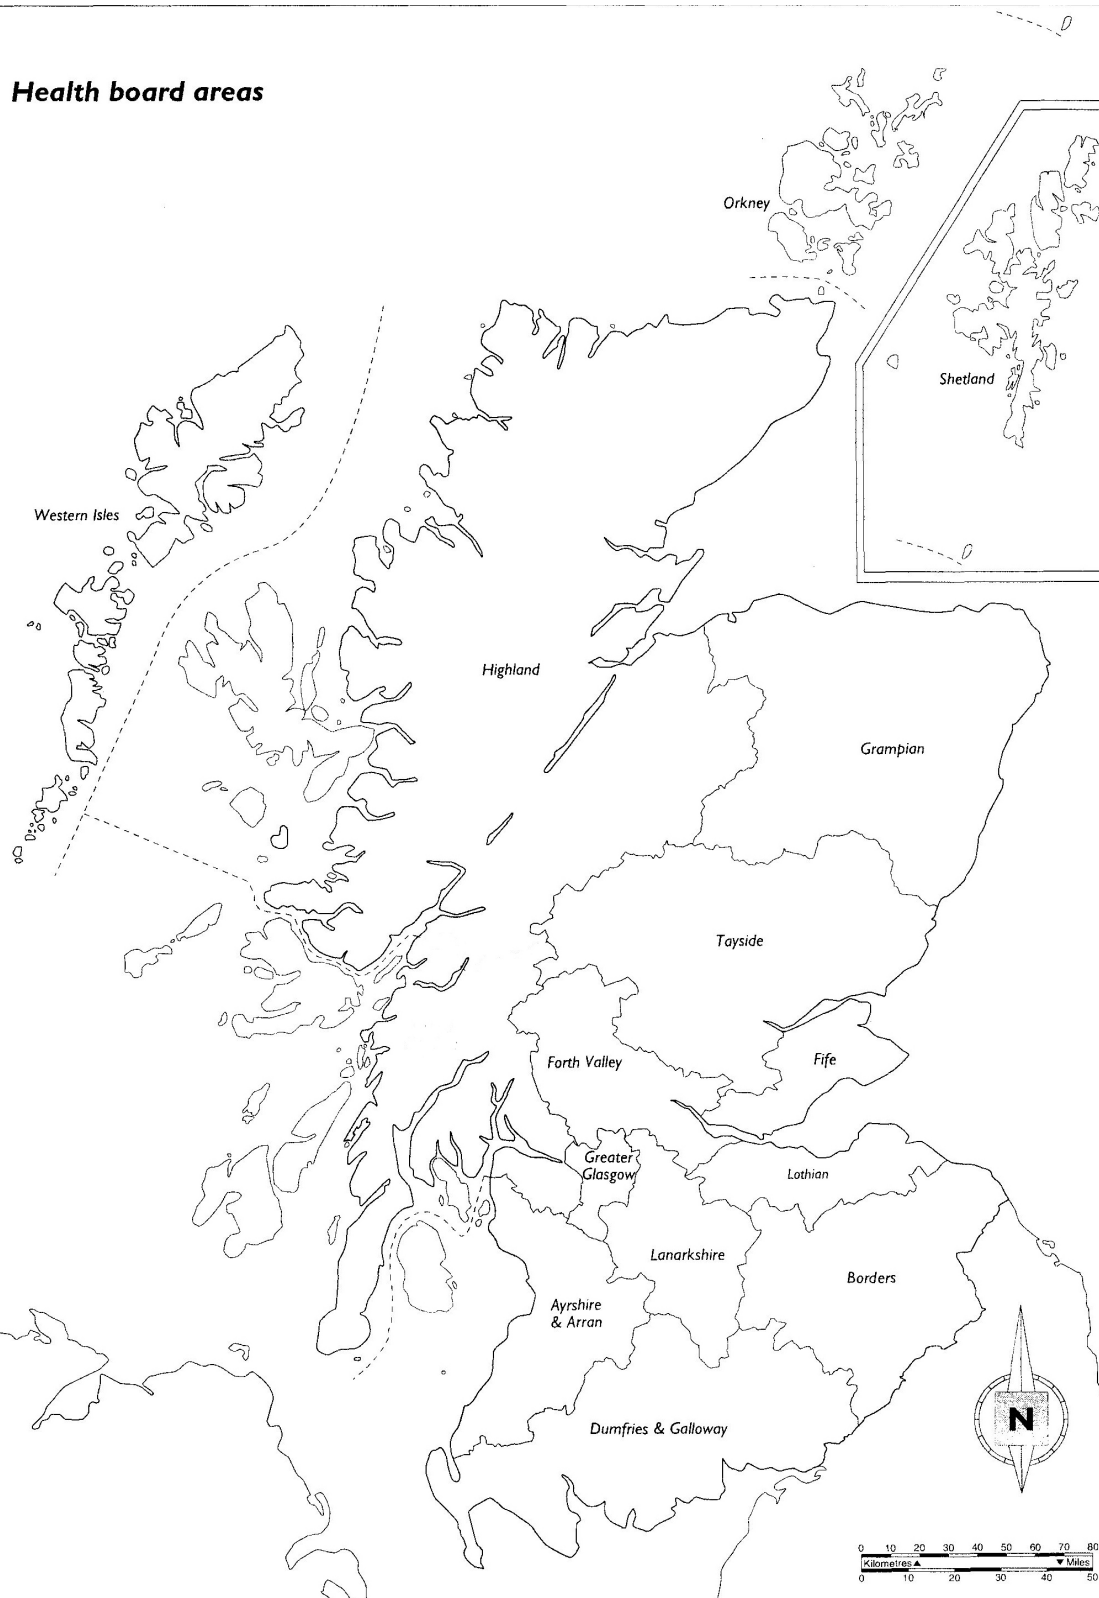 Health board areas
Orkney
Shetland
Western Isles
Highland
Grampian
Tayside
Forth Valley
Fife
Greater
Glasgow
Lothian
Lanarkshire
Borders
Ayrshire
& Arran
Dumfries & Galloway
N
0 10 20 30 40 50 60 70 80
Kilometres ▲ ▼ Miles
0 10 20 30 40 50